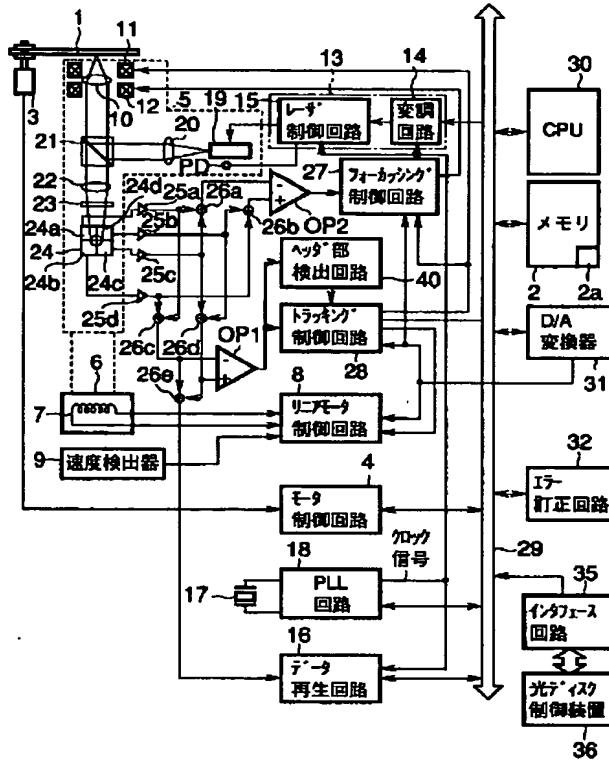 1
11
3
10
12
5
13
14
15
レーザ
制御回路
変調
回路
30
CPU
19
20
21
PD
27
フォーカッシング
制御回路
22
23
24d
25a
26a
25b
26b
OP2
24a
24
24b
24c
25c
25d
ヘッダ部
検出回路
40
メモリ
2
2a
トラッキング
制御回路
28
D/A
変換器
31
26c
26d
OP1
26e
6
7
8
リニアモータ
制御回路
9
速度検出器
32
エラー
訂正回路
4
モータ
制御回路
29
クロック
信号
18
17
PLL
回路
35
インタフェース
回路
16
データ
再生回路
光ディスク
制御装置
36